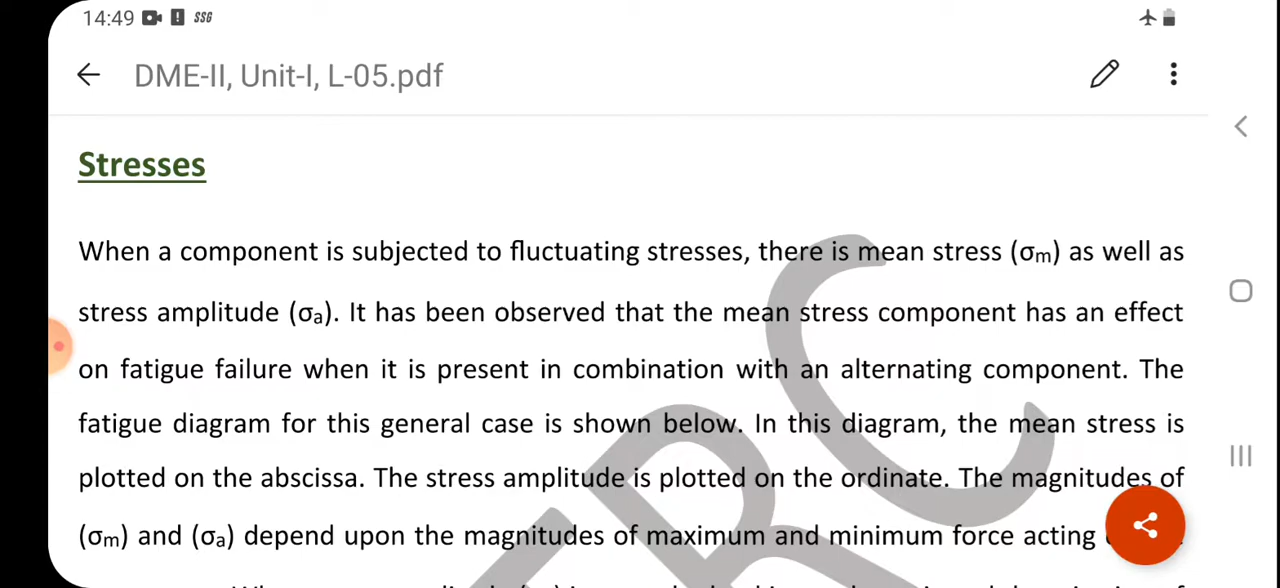 14:49 SSG
DME-II, Unit-I, L-05.pdf
Stresses
When a component is subjected to fluctuating stresses, there is mean stress (σm) as well as
stress amplitude (σa). It has been observed that the mean stress component has an effect
on fatigue failure when it is present in combination with an alternating component. The
fatigue diagram for this general case is shown below. In this diagram, the mean stress is
plotted on the abscissa. The stress amplitude is plotted on the ordinate. The magnitudes of
(σm) and (σa) depend upon the magnitudes of maximum and minimum force acting